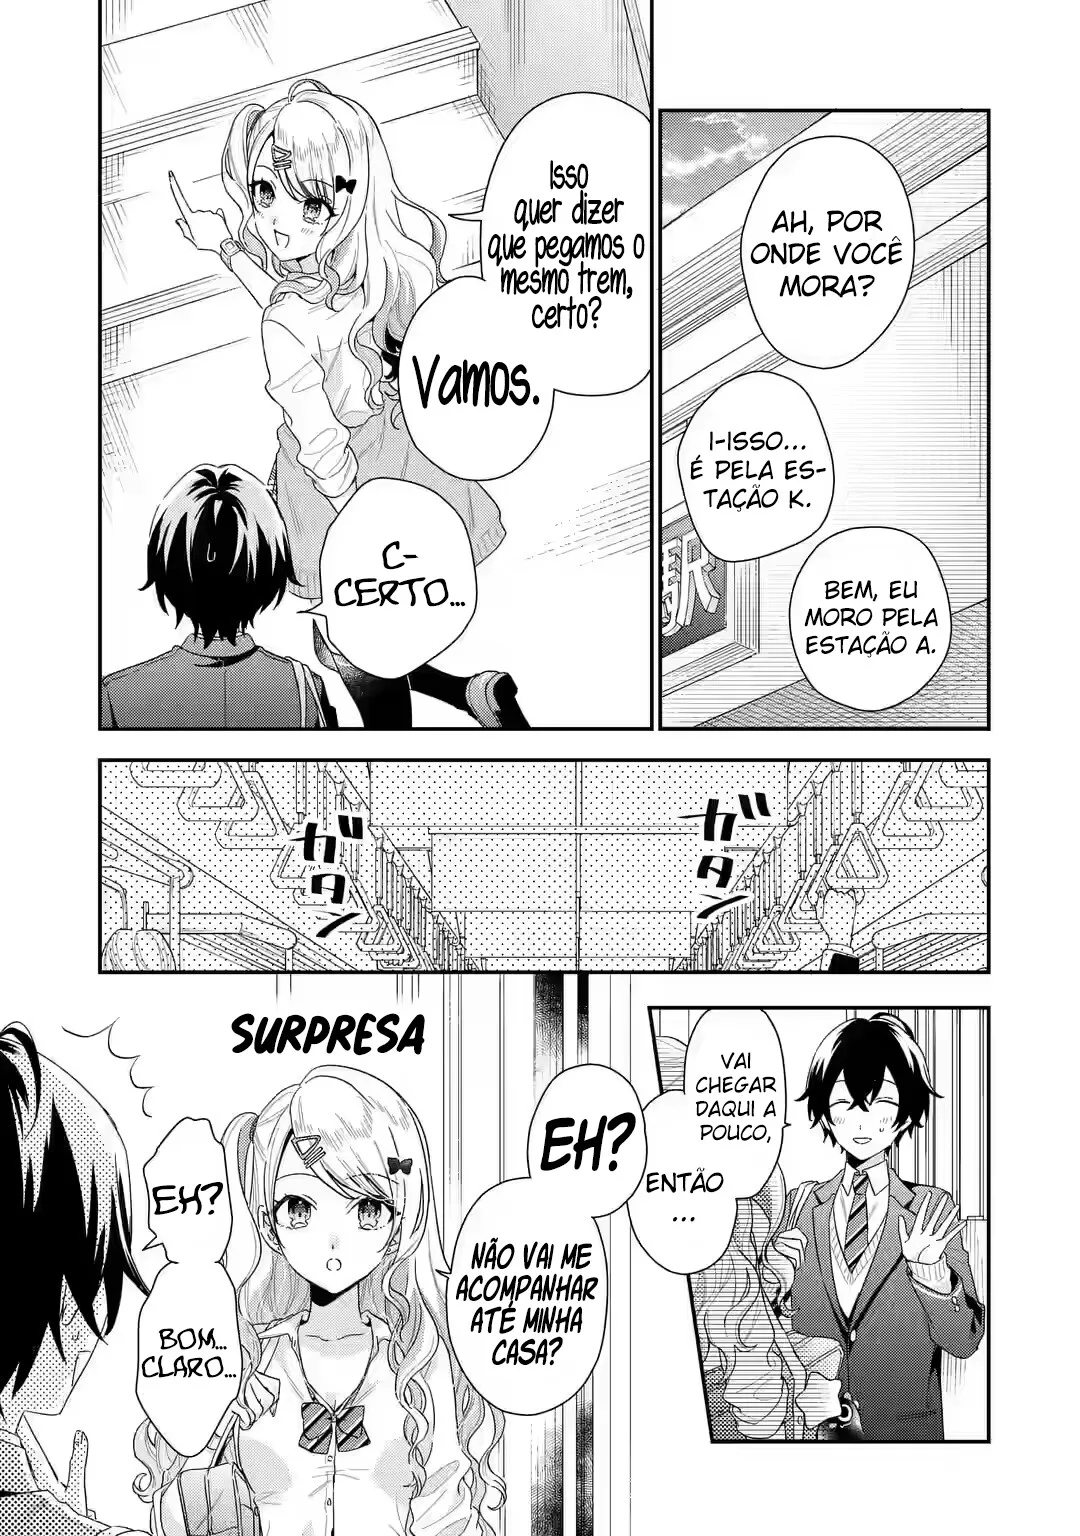 AH, POR
ONDE VOCÊ
MORA?
I-ISSO...
É PELA ES-
TAÇÃO K.
BEM, EU
MORO PELA
ESTAÇÃO A.
駅
Isso
quer dizer
que pegamos o
mesmo trem,
certo?
Vamos.
C-
CERTO...
ガタン
ガタン
VAI
CHEGAR
DAQUI A
POUCO,
ENTÃO
...
EH?
NÃO VAI ME
ACOMPANHAR
ATÉ MINHA
CASA?
SURPRESA
EH?
BOM...
CLARO...